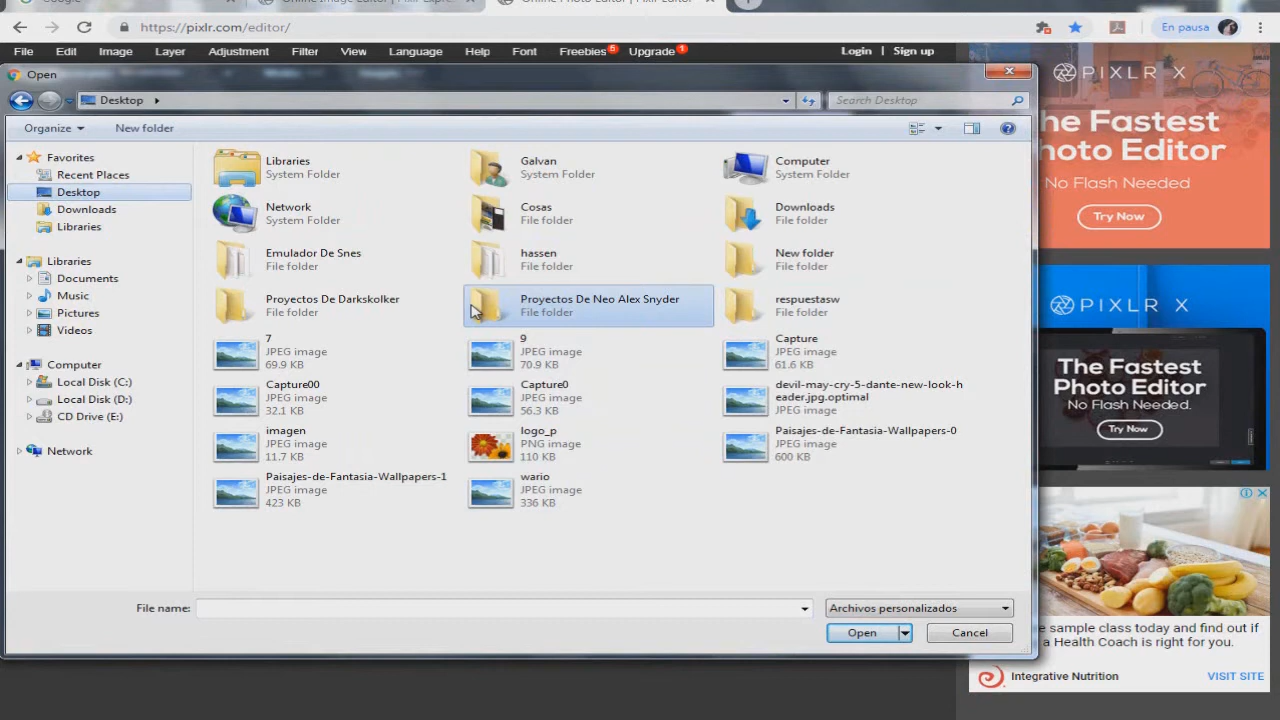 https://pixlr.com/editor/
En pausa
File Edit Image Layer Adjustment Filter View Language Help Font Freebies 5 Upgrade 1 Login | Sign up
Open
Desktop
Search Desktop
Organize New folder
Favorites
Recent Places
Desktop
Downloads
Libraries
Libraries
Documents
Music
Pictures
Videos
Computer
Local Disk (C:)
Local Disk (D:)
CD Drive (E:)
Network
Libraries
System Folder
Galvan
System Folder
Computer
System Folder
Network
System Folder
Cosas
File folder
Downloads
File folder
Emulador De Snes
File folder
hassen
File folder
New folder
File folder
Proyectos De Darkskolker
File folder
Proyectos De Neo Alex Snyder
File folder
respuestasw
File folder
7
JPEG image
69.9 KB
9
JPEG image
70.9 KB
Capture
JPEG image
61.6 KB
Capture00
JPEG image
32.1 KB
Capture0
JPEG image
56.3 KB
devil-may-cry-5-dante-new-look-h
eader.jpg.optimal
JPEG image
imagen
JPEG image
11.7 KB
logo_p
PNG image
110 KB
Paisajes-de-Fantasia-Wallpapers-0
JPEG image
600 KB
Paisajes-de-Fantasia-Wallpapers-1
JPEG image
423 KB
wario
JPEG image
336 KB
File name:
Archivos personalizados
Open
Cancel
PIXLR X
he Fastest
hoto Editor
No Flash Needed
Try Now
PIXLR X
The Fastest
Photo Editor
No Flash Needed.
Try Now
e sample class today and find out if
a Health Coach is right for you.
Integrative Nutrition
VISIT SITE